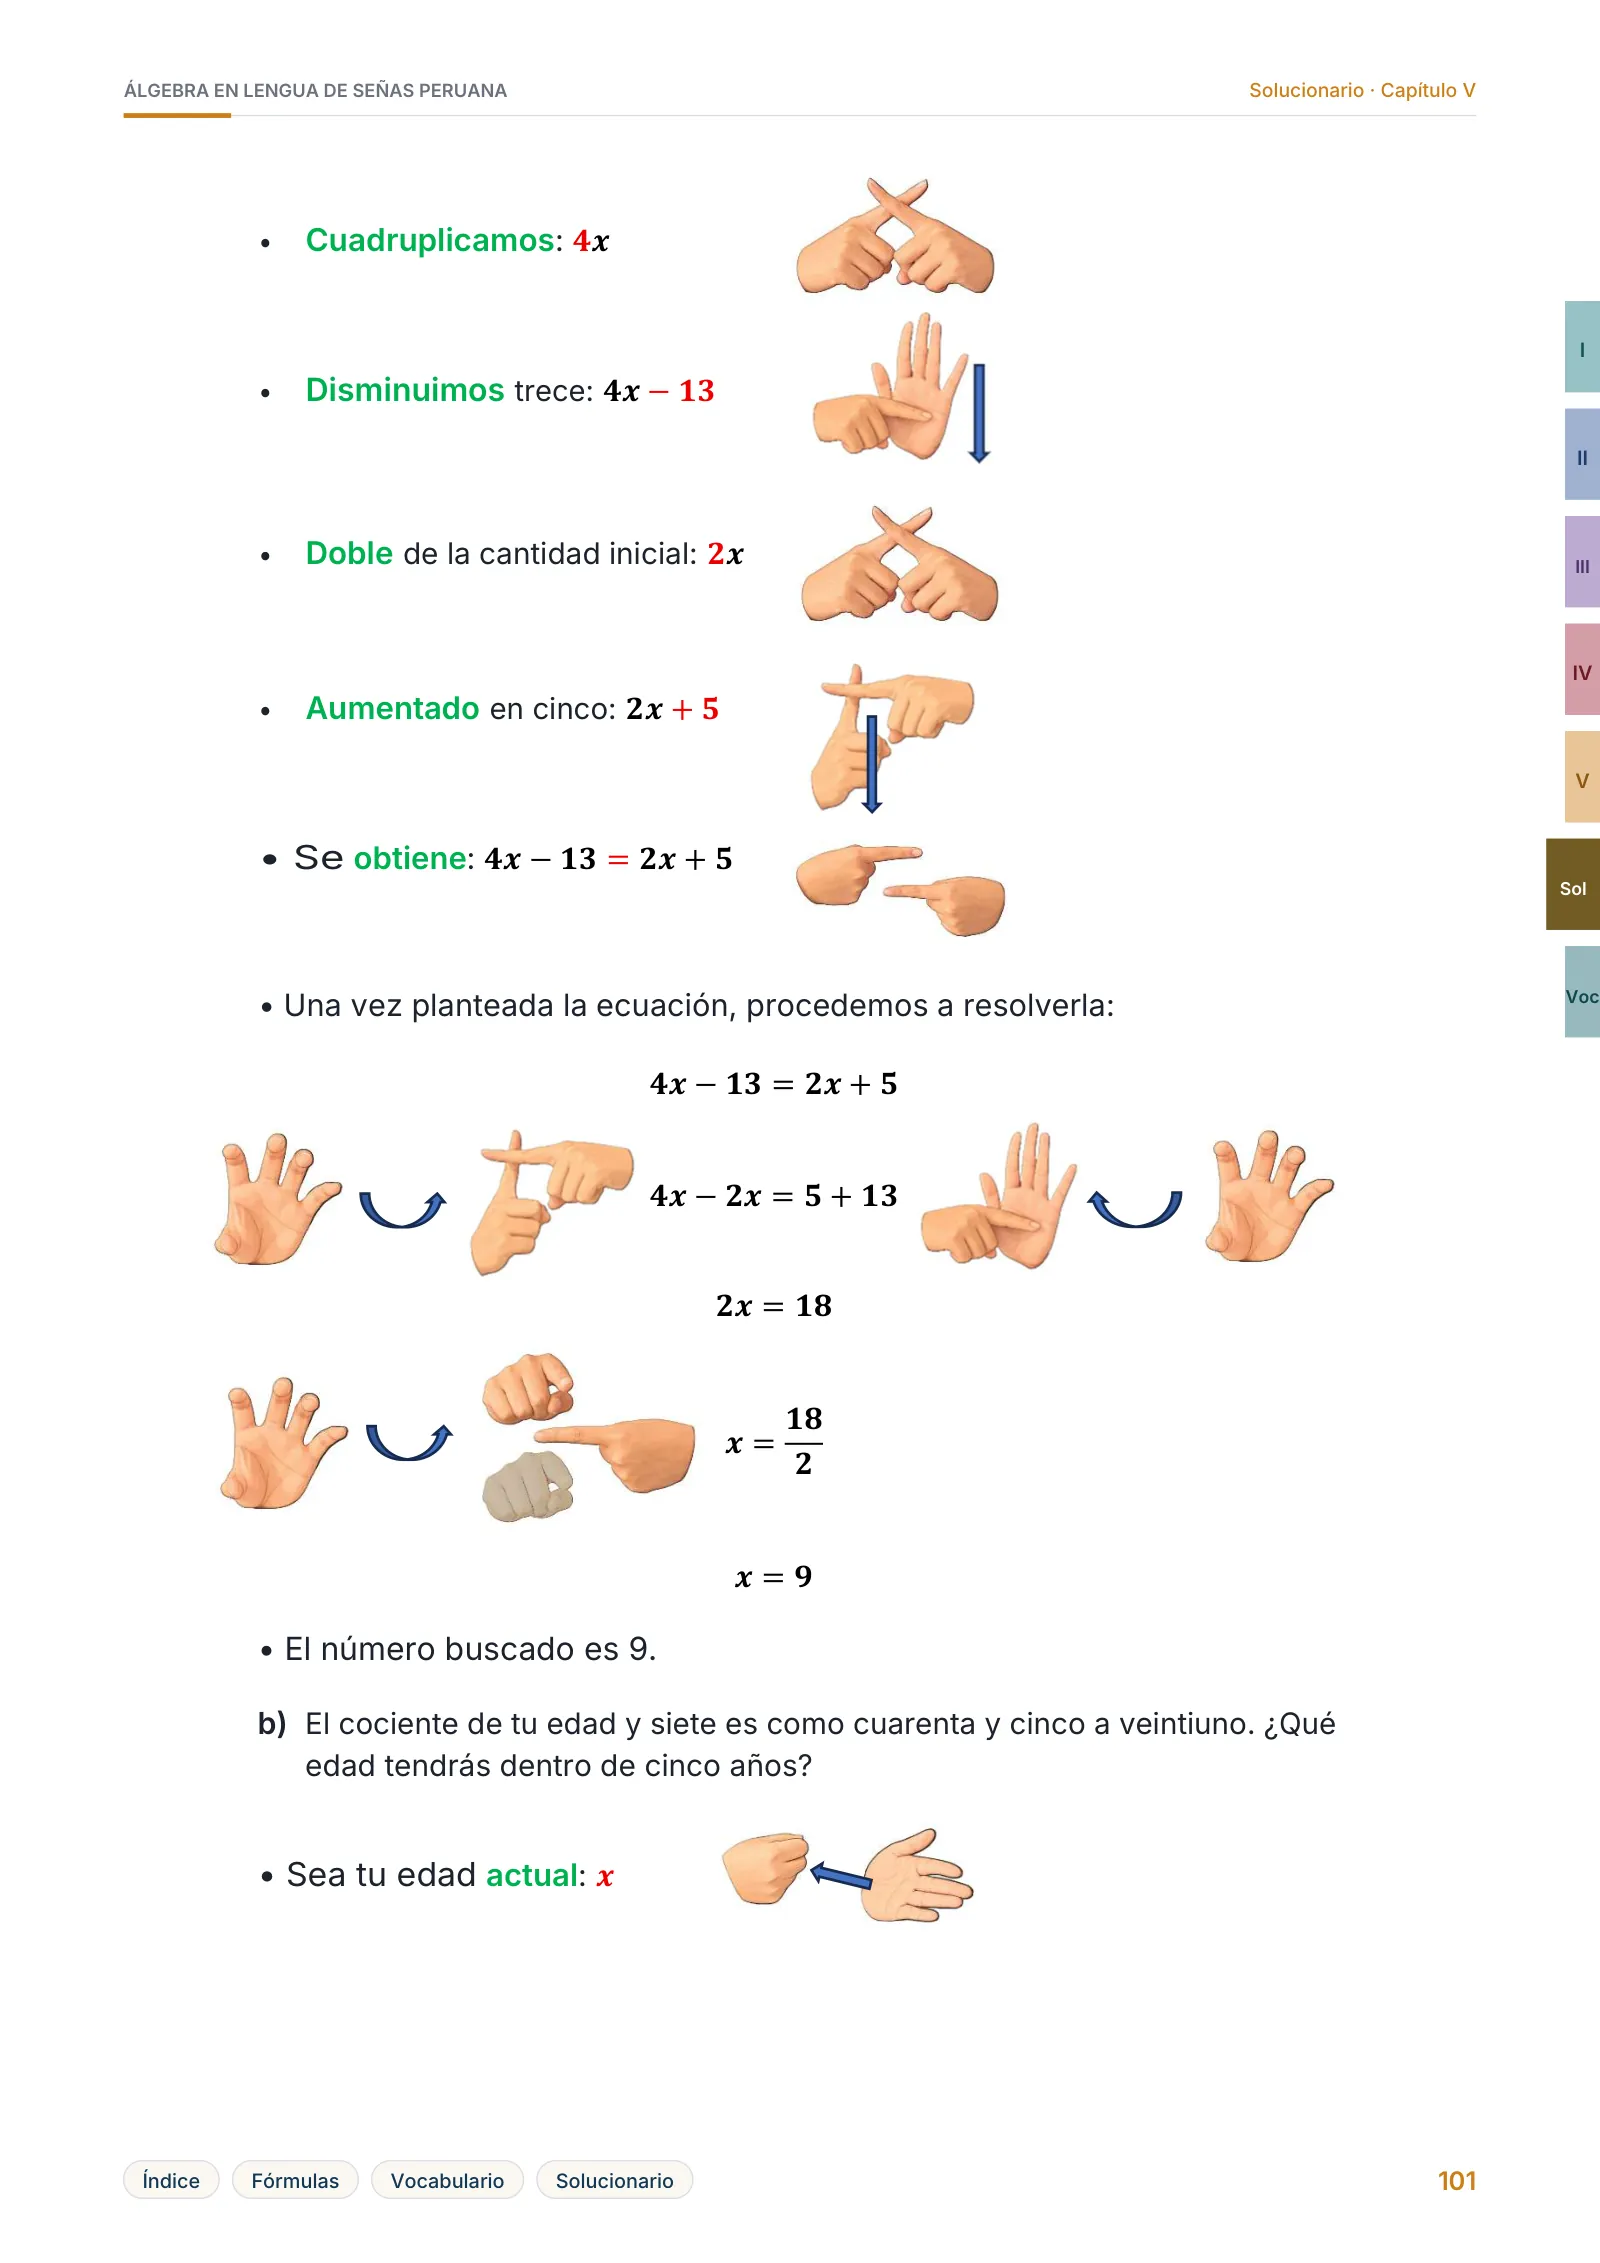 ÁLGEBRA EN LENGUA DE SEÑAS PERUANA
Solucionario · Capítulo V
• Cuadruplicamos: 4x
• Disminuimos trece: 4x − 13
• Doble de la cantidad inicial: 2x
• Aumentado en cinco: 2x + 5
• Se obtiene: 4x − 13 = 2x + 5
• Una vez planteada la ecuación, procedemos a resolverla:
4x − 13 = 2x + 5
4x − 2x = 5 + 13
2x = 18
x = 18/2
x = 9
• El número buscado es 9.
b) El cociente de tu edad y siete es como cuarenta y cinco a veintiuno. ¿Qué
edad tendrás dentro de cinco años?
• Sea tu edad actual: x
I
II
III
IV
V
Sol
Voc
Índice
Fórmulas
Vocabulario
Solucionario
101